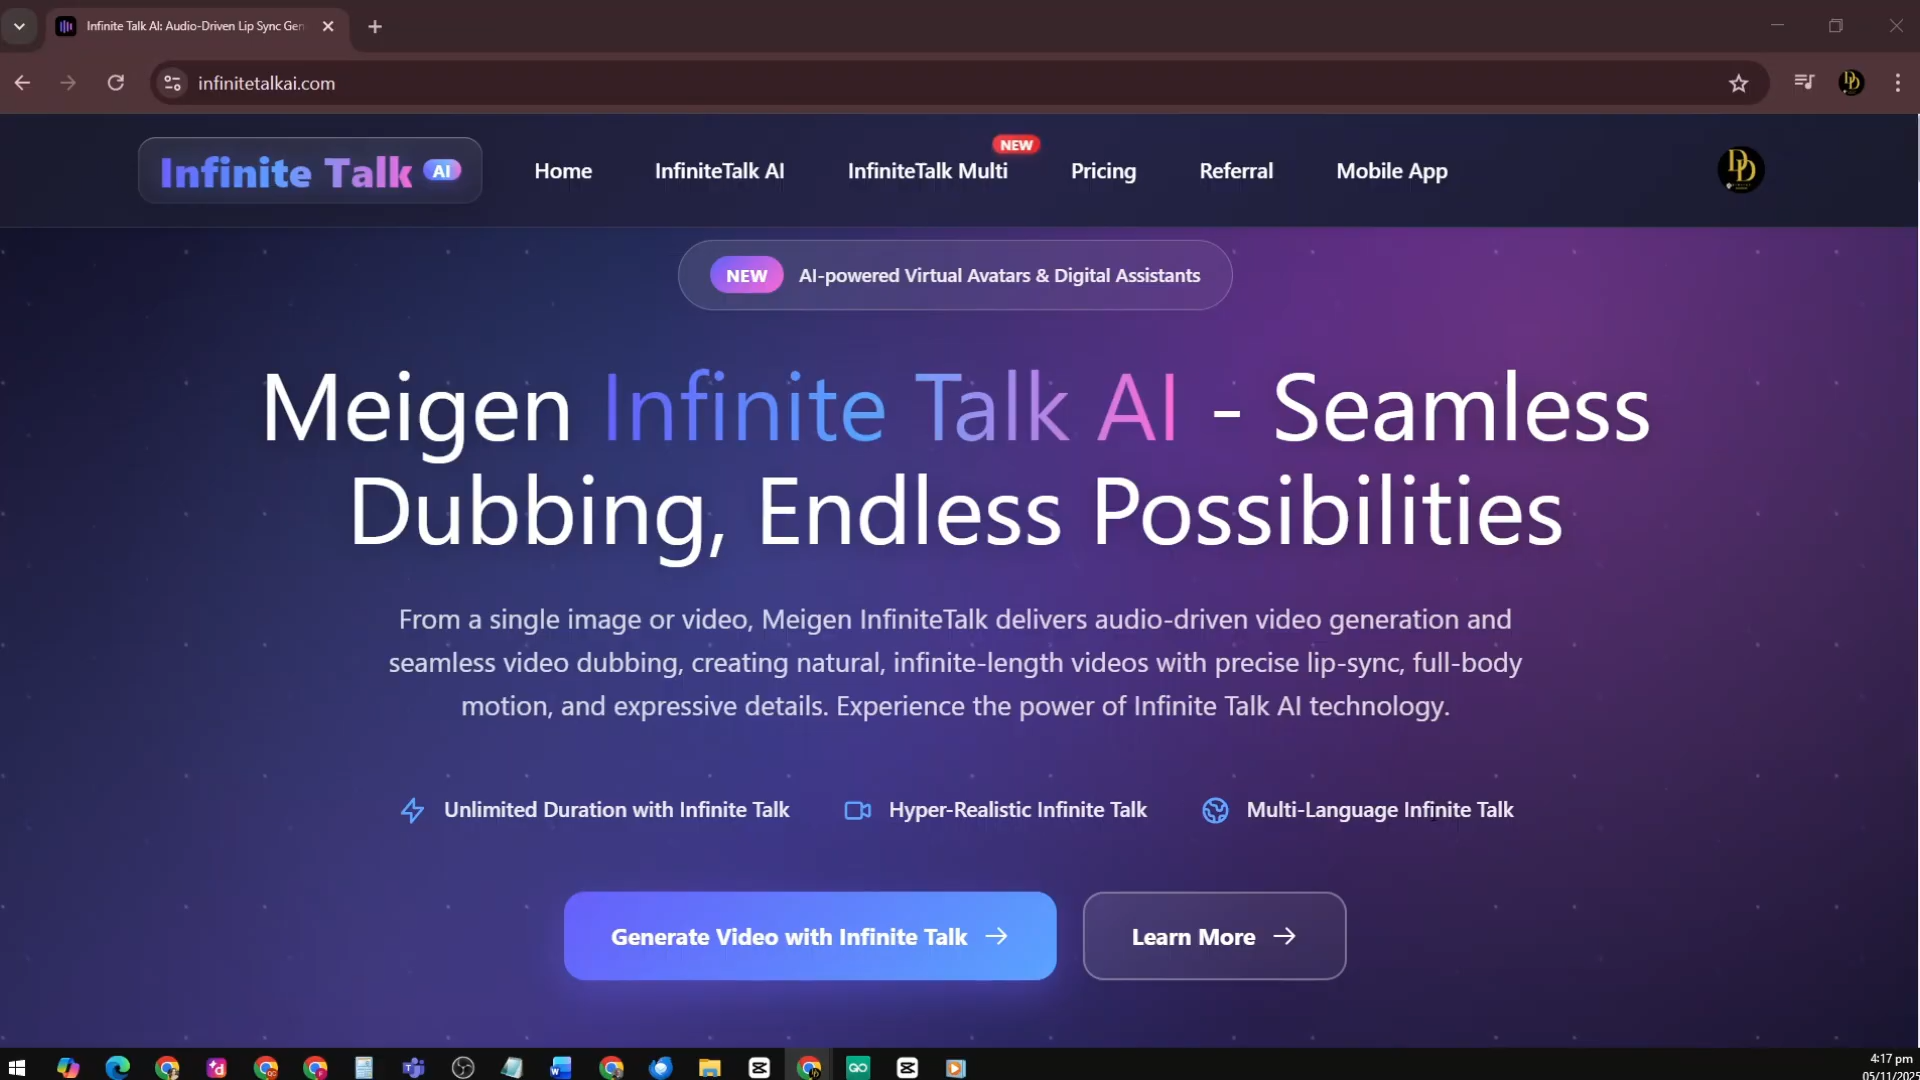 Infinite Talk AI: Audio-Driven Lip Sync Gen
infinitetalkai.com
Infinite Talk AI
Home
InfiniteTalk AI
InfiniteTalk Multi
NEW
Pricing
Referral
Mobile App
NEW AI-powered Virtual Avatars & Digital Assistants
Meigen Infinite Talk AI - Seamless
Dubbing, Endless Possibilities
From a single image or video, Meigen InfiniteTalk delivers audio-driven video generation and
seamless video dubbing, creating natural, infinite-length videos with precise lip-sync, full-body
motion, and expressive details. Experience the power of Infinite Talk AI technology.
Unlimited Duration with Infinite Talk
Hyper-Realistic Infinite Talk
Multi-Language Infinite Talk
Generate Video with Infinite Talk
Learn More
4:17 pm
05/11/2025